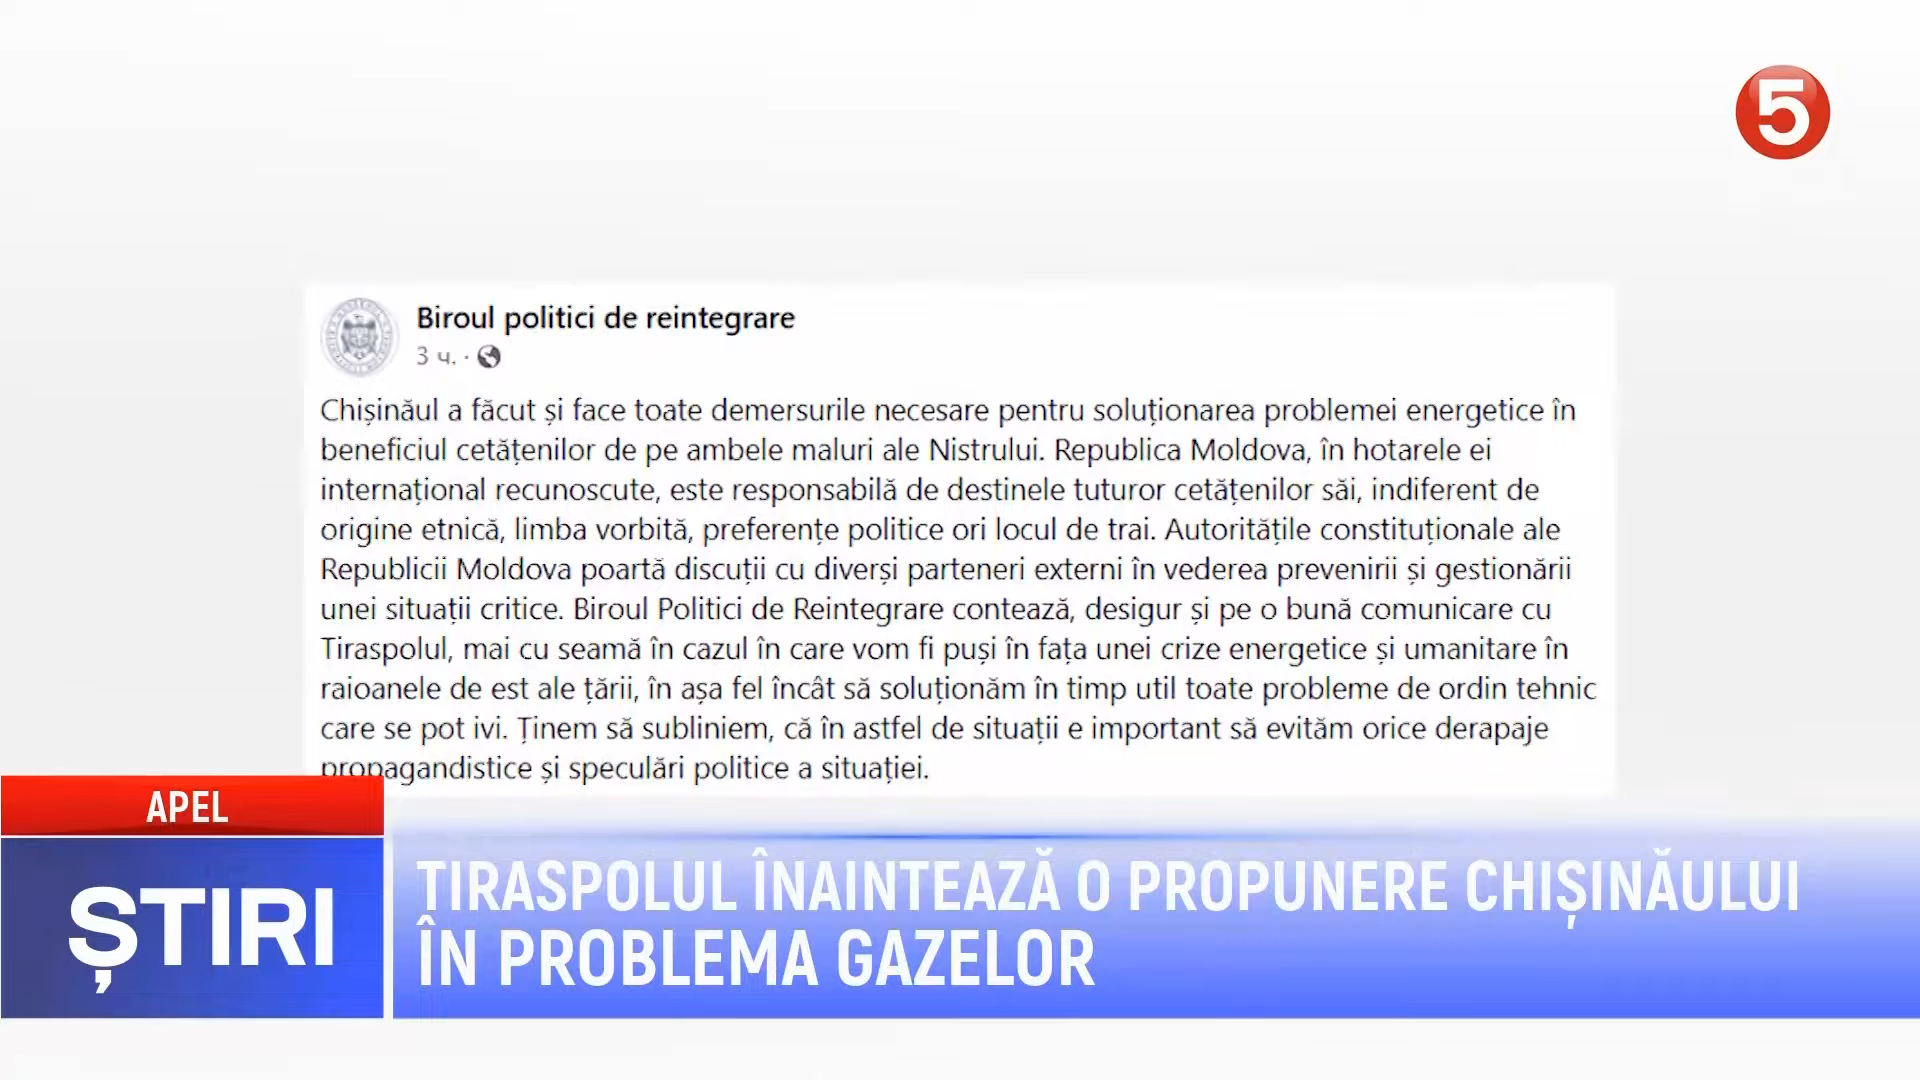 5
Biroul politici de reintegrare
3 ч. ·
Chișinăul a făcut și face toate demersurile necesare pentru soluționarea problemei energetice în
beneficiul cetățenilor de pe ambele maluri ale Nistrului. Republica Moldova, în hotarele ei
internațional recunoscute, este responsabilă de destinele tuturor cetățenilor săi, indiferent de
origine etnică, limba vorbită, preferențe politice ori locul de trai. Autoritățile constituționale ale
Republicii Moldova poartă discuții cu diverși parteneri externi în vederea prevenirii și gestionării
unei situații critice. Biroul Politici de Reintegrare contează, desigur și pe o bună comunicare cu
Tiraspolul, mai cu seamă în cazul în care vom fi puși în fața unei crize energetice și umanitare în
raioanele de est ale țării, în așa fel încât să soluționăm în timp util toate probleme de ordin tehnic
care se pot ivi. Ținem să subliniem, că în astfel de situații e important să evităm orice derapaje
propagandistice și speculări politice a situației.
APEL
ȘTIRI
TIRASPOLUL ÎNAINTEAZĂ O PROPUNERE CHIȘINĂULUI
ÎN PROBLEMA GAZELOR